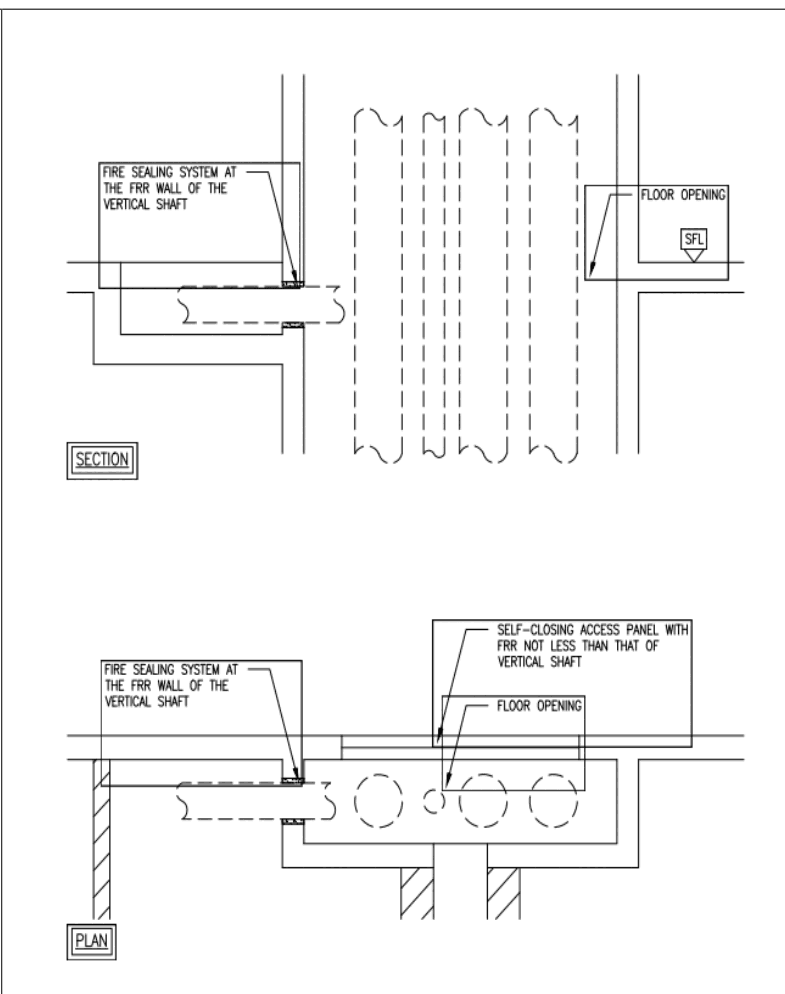 FIRE SEALING SYSTEM AT
THE FRR WALL OF THE
VERTICAL SHAFT
FLOOR OPENING
SFL
SECTION
SELF-CLOSING ACCESS PANEL WITH
FRR NOT LESS THAN THAT OF
VERTICAL SHAFT
FIRE SEALING SYSTEM AT
THE FRR WALL OF THE
VERTICAL SHAFT
FLOOR OPENING
PLAN